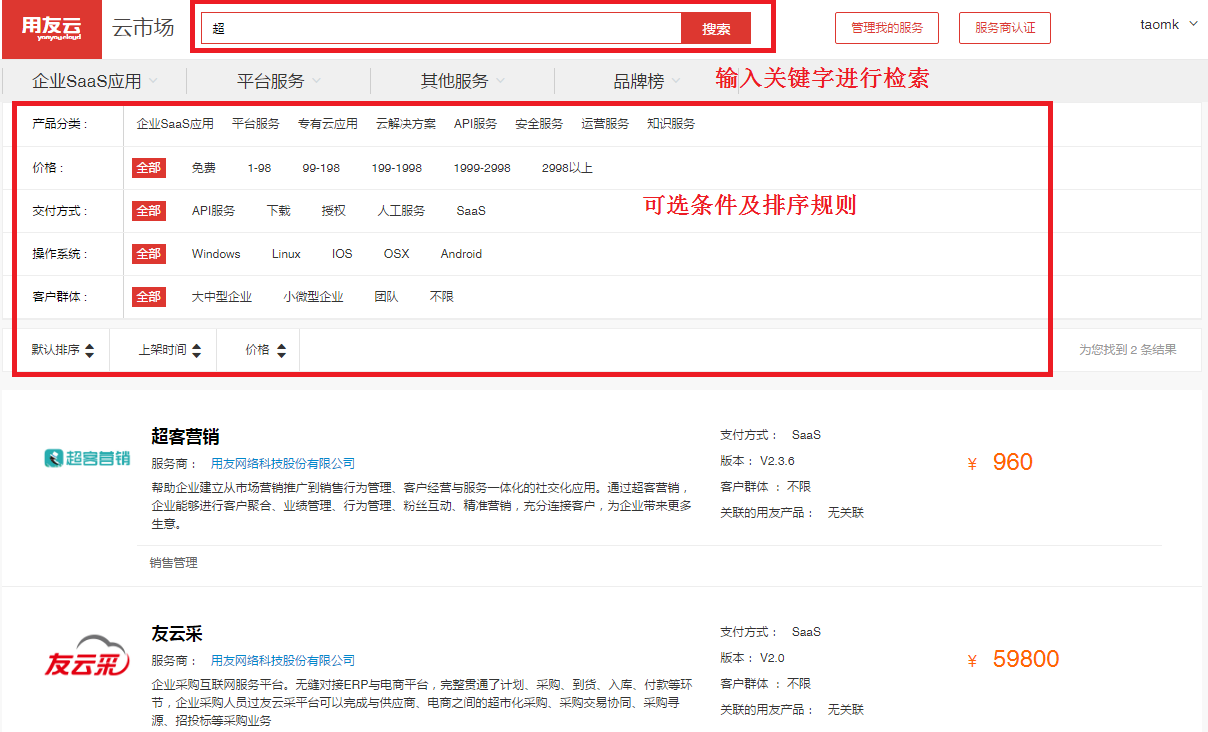 用友云 云市场 超 搜索 管理我的服务 服务商认证 taomk
yonyou cloud
企业SaaS应用 平台服务 其他服务 品牌榜 输入关键字进行检索
产品分类： 企业SaaS应用 平台服务 专有云应用 云解决方案 API服务 安全服务 运营服务 知识服务
价格： 全部 免费 1-98 99-198 199-1998 1999-2998 2998以上
交付方式： 全部 API服务 下载 授权 人工服务 SaaS 可选条件及排序规则
操作系统： 全部 Windows Linux IOS OSX Android
客户群体： 全部 大中型企业 小微型企业 团队 不限
默认排序 上架时间 价格 为您找到 2 条结果
超客营销
超客营销 支付方式： SaaS
服务商： 用友网络科技股份有限公司 版本： V2.3.6 ¥ 960
帮助企业建立从市场营销推广到销售行为管理、客户经营与服务一体化的社交化应用。通过超客营销， 客户群体 ： 不限
企业能够进行客户聚合、业绩管理、行为管理、粉丝互动、精准营销，充分连接客户，为企业带来更多 关联的用友产品： 无关联
生意。
销售管理
友云采 支付方式： SaaS
友云采
服务商： 用友网络科技股份有限公司 版本： V2.0 ¥ 59800
企业采购互联网服务平台。无缝对接ERP与电商平台，完整贯通了计划、采购、到货、入库、付款等环 客户群体 ： 不限
节，企业采购人员过友云采平台可以完成与供应商、电商之间的超市化采购、采购交易协同、采购寻 关联的用友产品： 无关联
源、招投标等采购业务